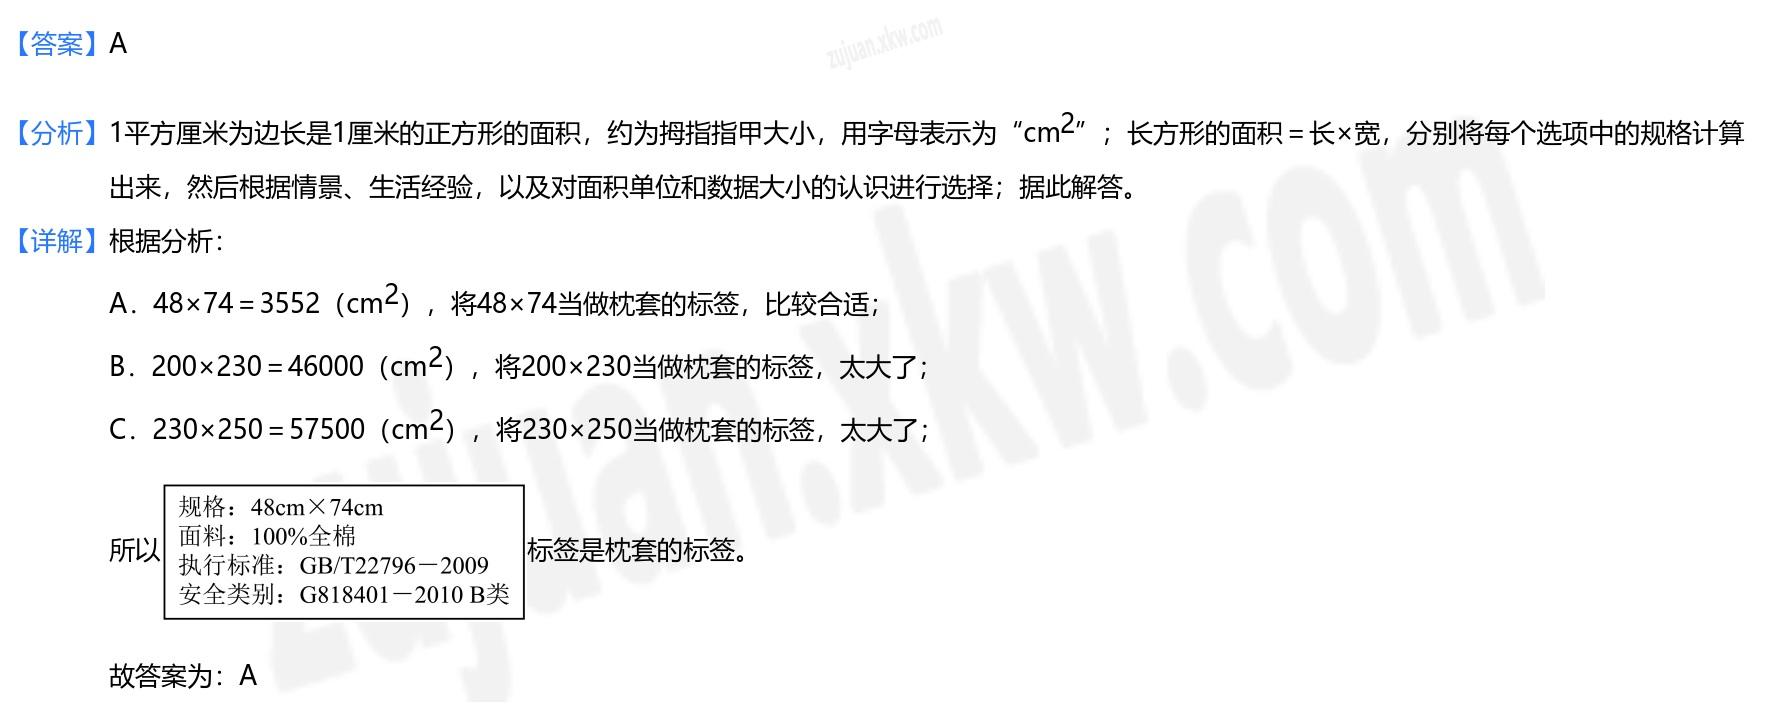 【答案】A
【分析】1平方厘米为边长是1厘米的正方形的面积，约为拇指指甲大小，用字母表示为“cm²”；长方形的面积＝长×宽，分别将每个选项中的规格计算
出来，然后根据情景、生活经验，以及对面积单位和数据大小的认识进行选择；据此解答。
【详解】根据分析：
A．48×74＝3552（cm²），将48×74当做枕套的标签，比较合适；
B．200×230＝46000（cm²），将200×230当做枕套的标签，太大了；
C．230×250＝57500（cm²），将230×250当做枕套的标签，太大了；
规格：48cm×74cm
面料：100%全棉
执行标准：GB/T22796－2009
安全类别：G818401－2010 B类
所以 标签是枕套的标签。
故答案为：A
zujuan.xkw.com
zujuan.xkw.com